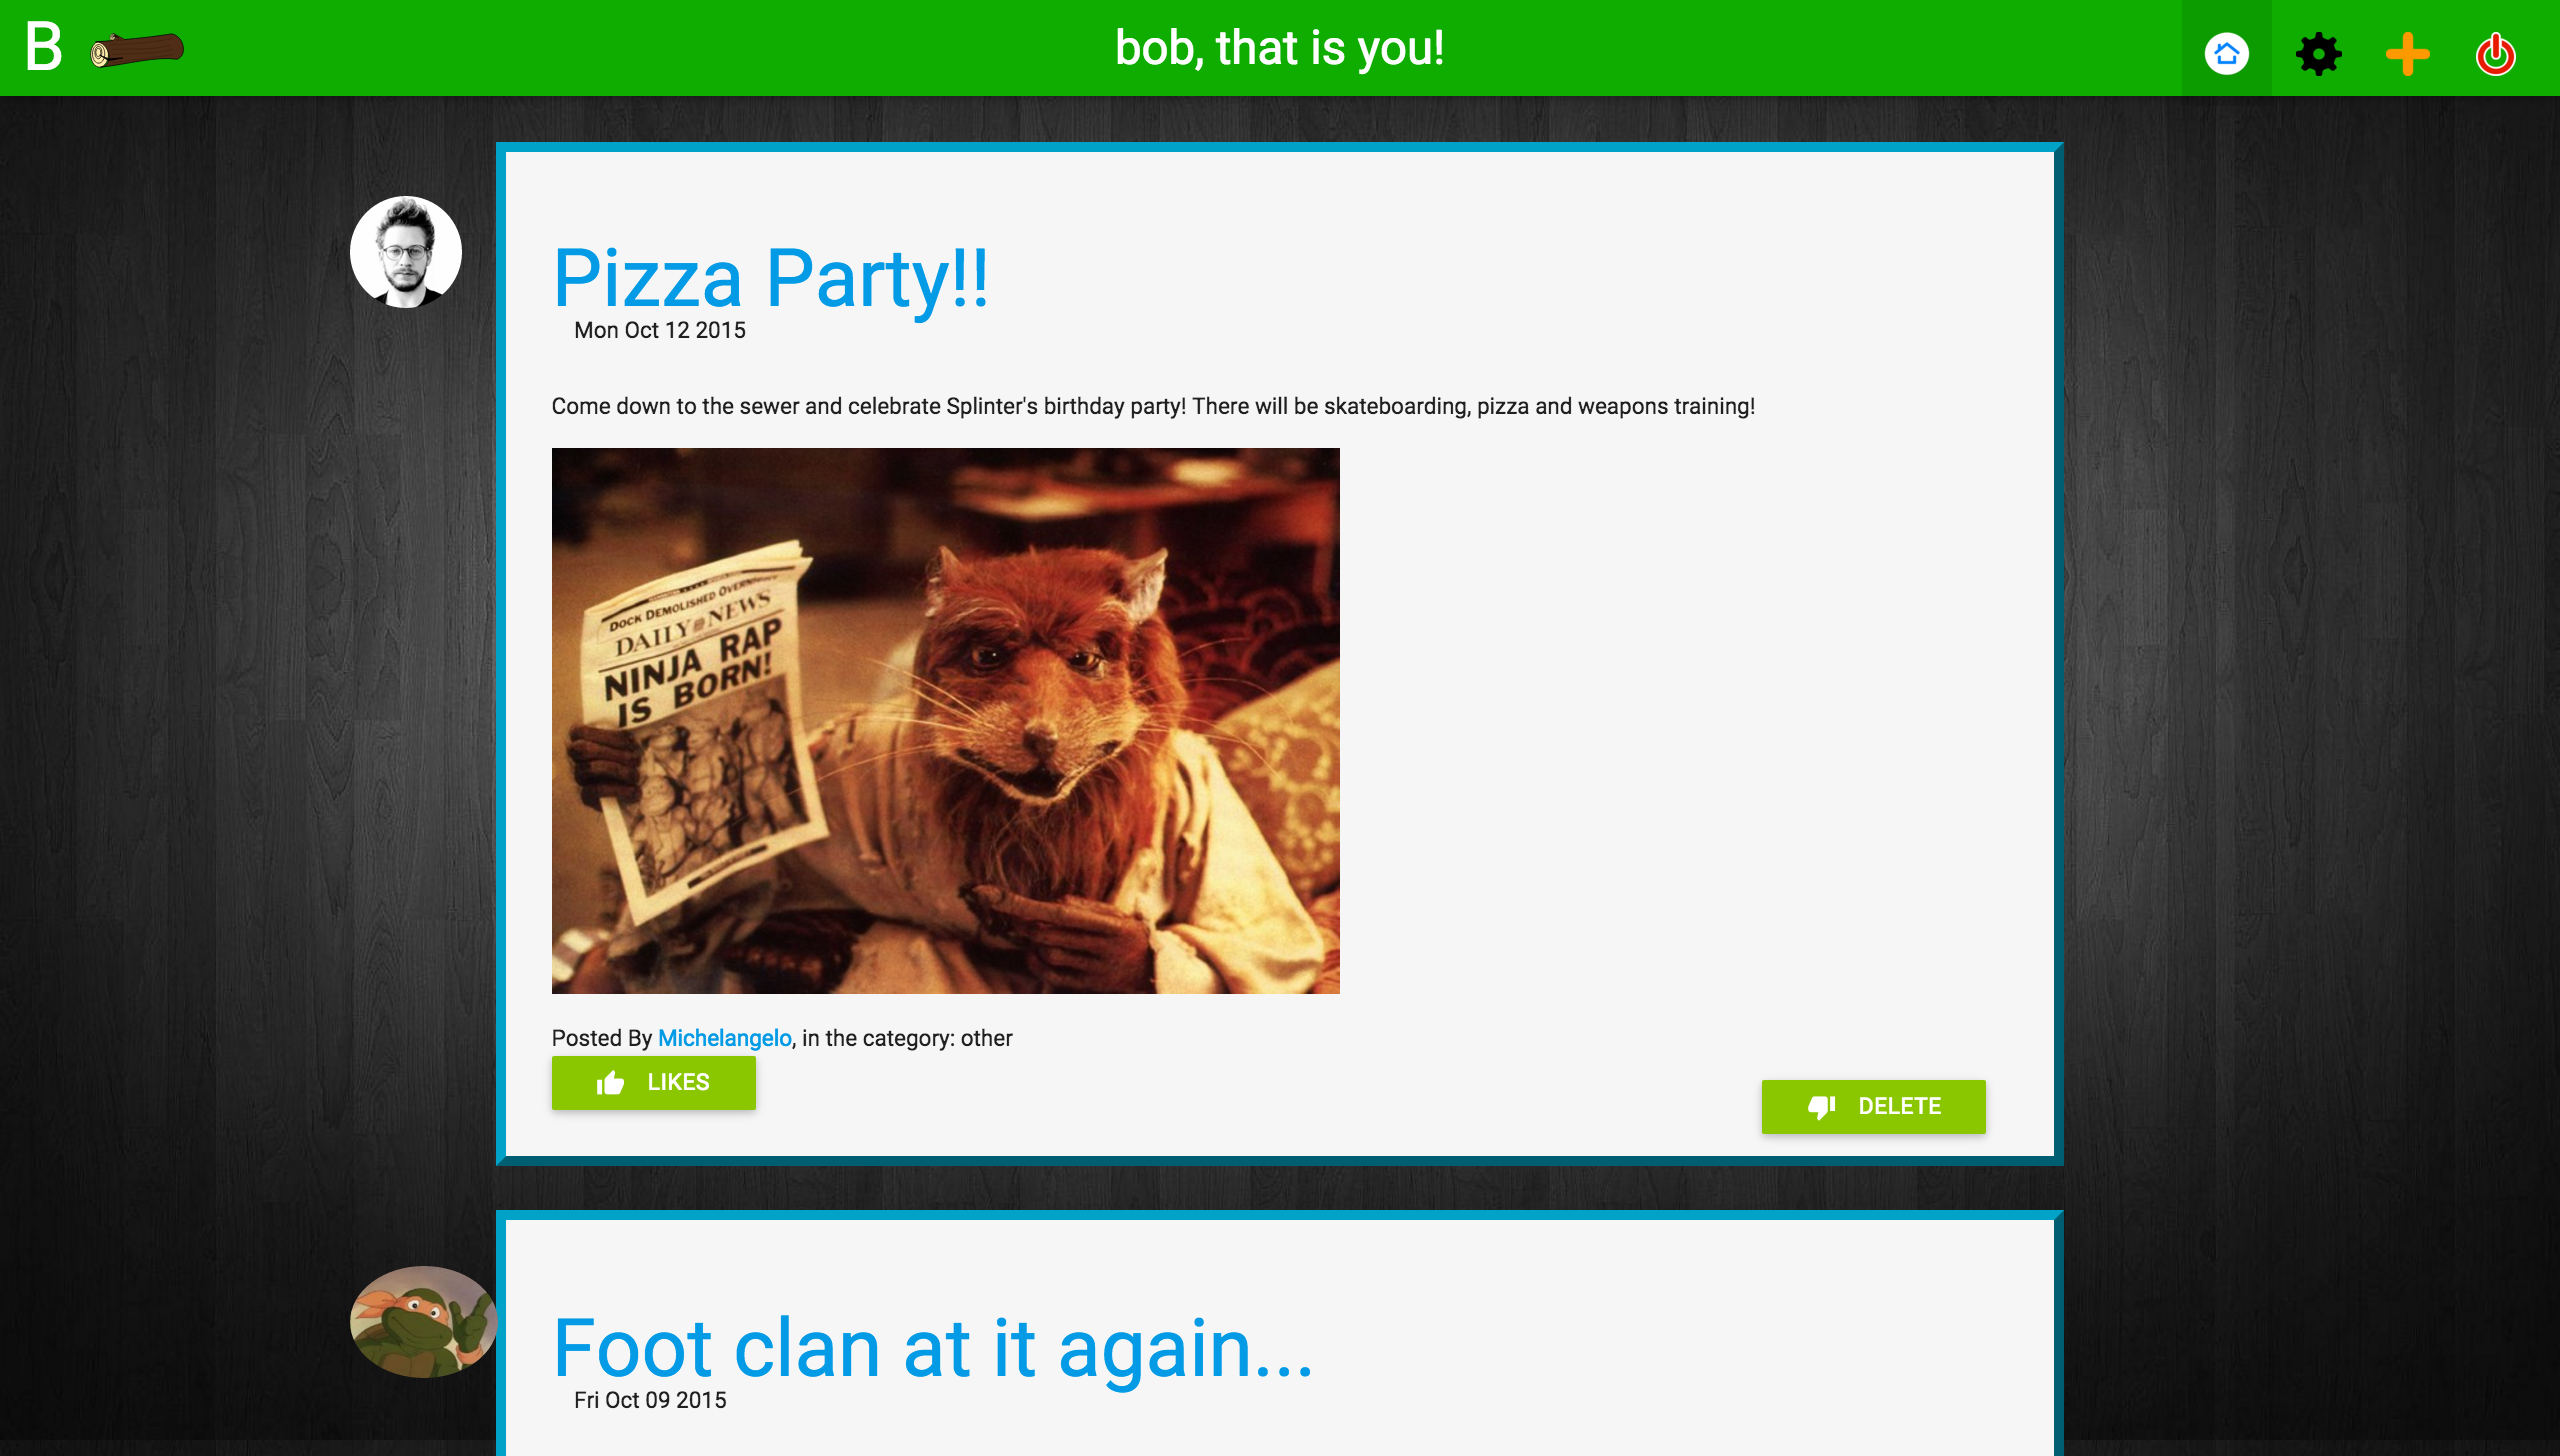 B
bob, that is you!
Pizza Party!!
Mon Oct 12 2015
Come down to the sewer and celebrate Splinter's birthday party! There will be skateboarding, pizza and weapons training!
DOCK DEMOLISHED OVERNIGHT
DAILY NEWS
NINJA RAP
IS BORN!
Posted By Michelangelo, in the category: other
LIKES
DELETE
Foot clan at it again...
Fri Oct 09 2015